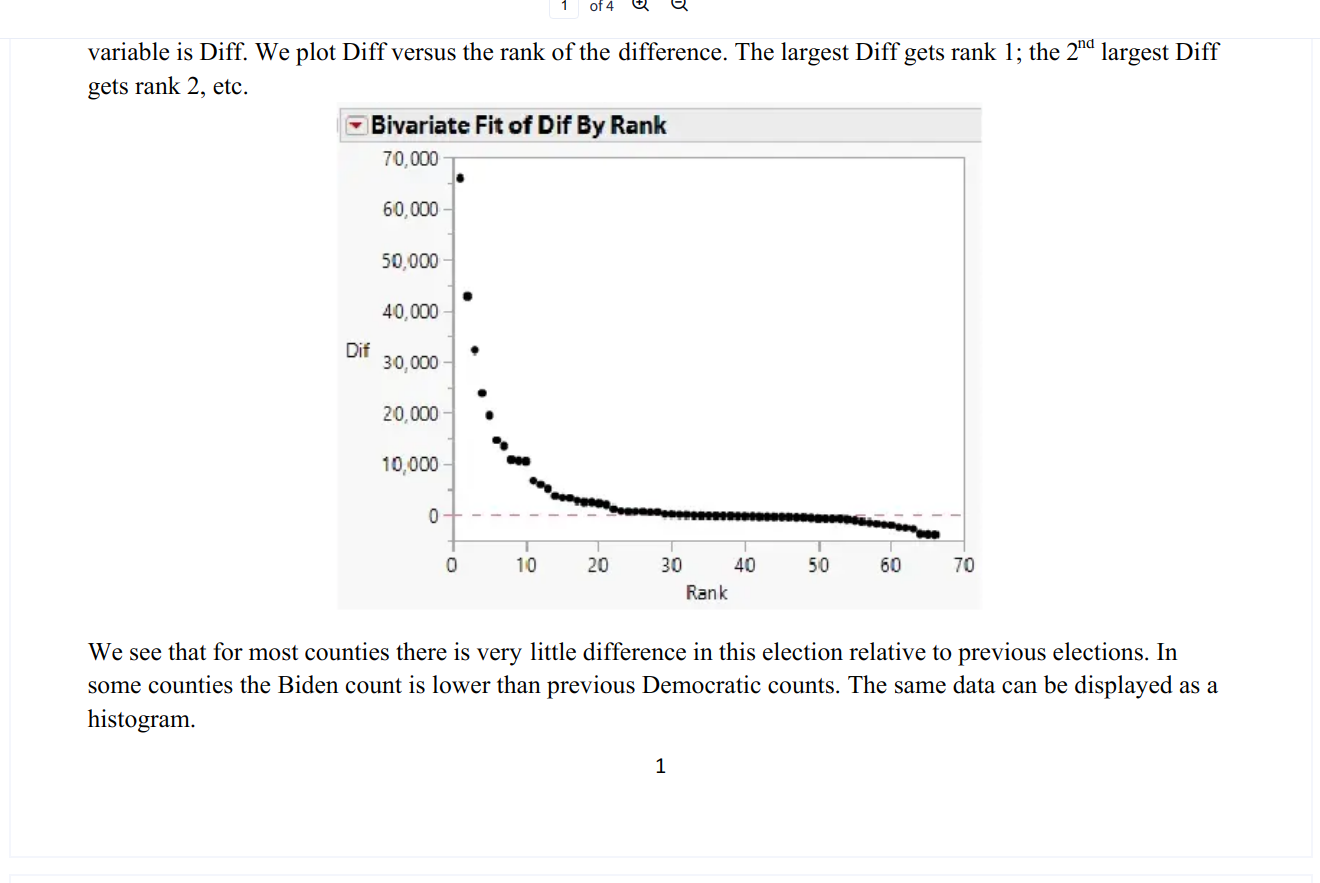 1 of 4
variable is Diff. We plot Diff versus the rank of the difference. The largest Diff gets rank 1; the 2nd largest Diff
gets rank 2, etc.
Bivariate Fit of Dif By Rank
70,000
60,000
50,000
40,000
Dif
30,000
20,000
10,000
0
0 10 20 30 40 50 60 70
Rank
We see that for most counties there is very little difference in this election relative to previous elections. In
some counties the Biden count is lower than previous Democratic counts. The same data can be displayed as a
histogram.
1